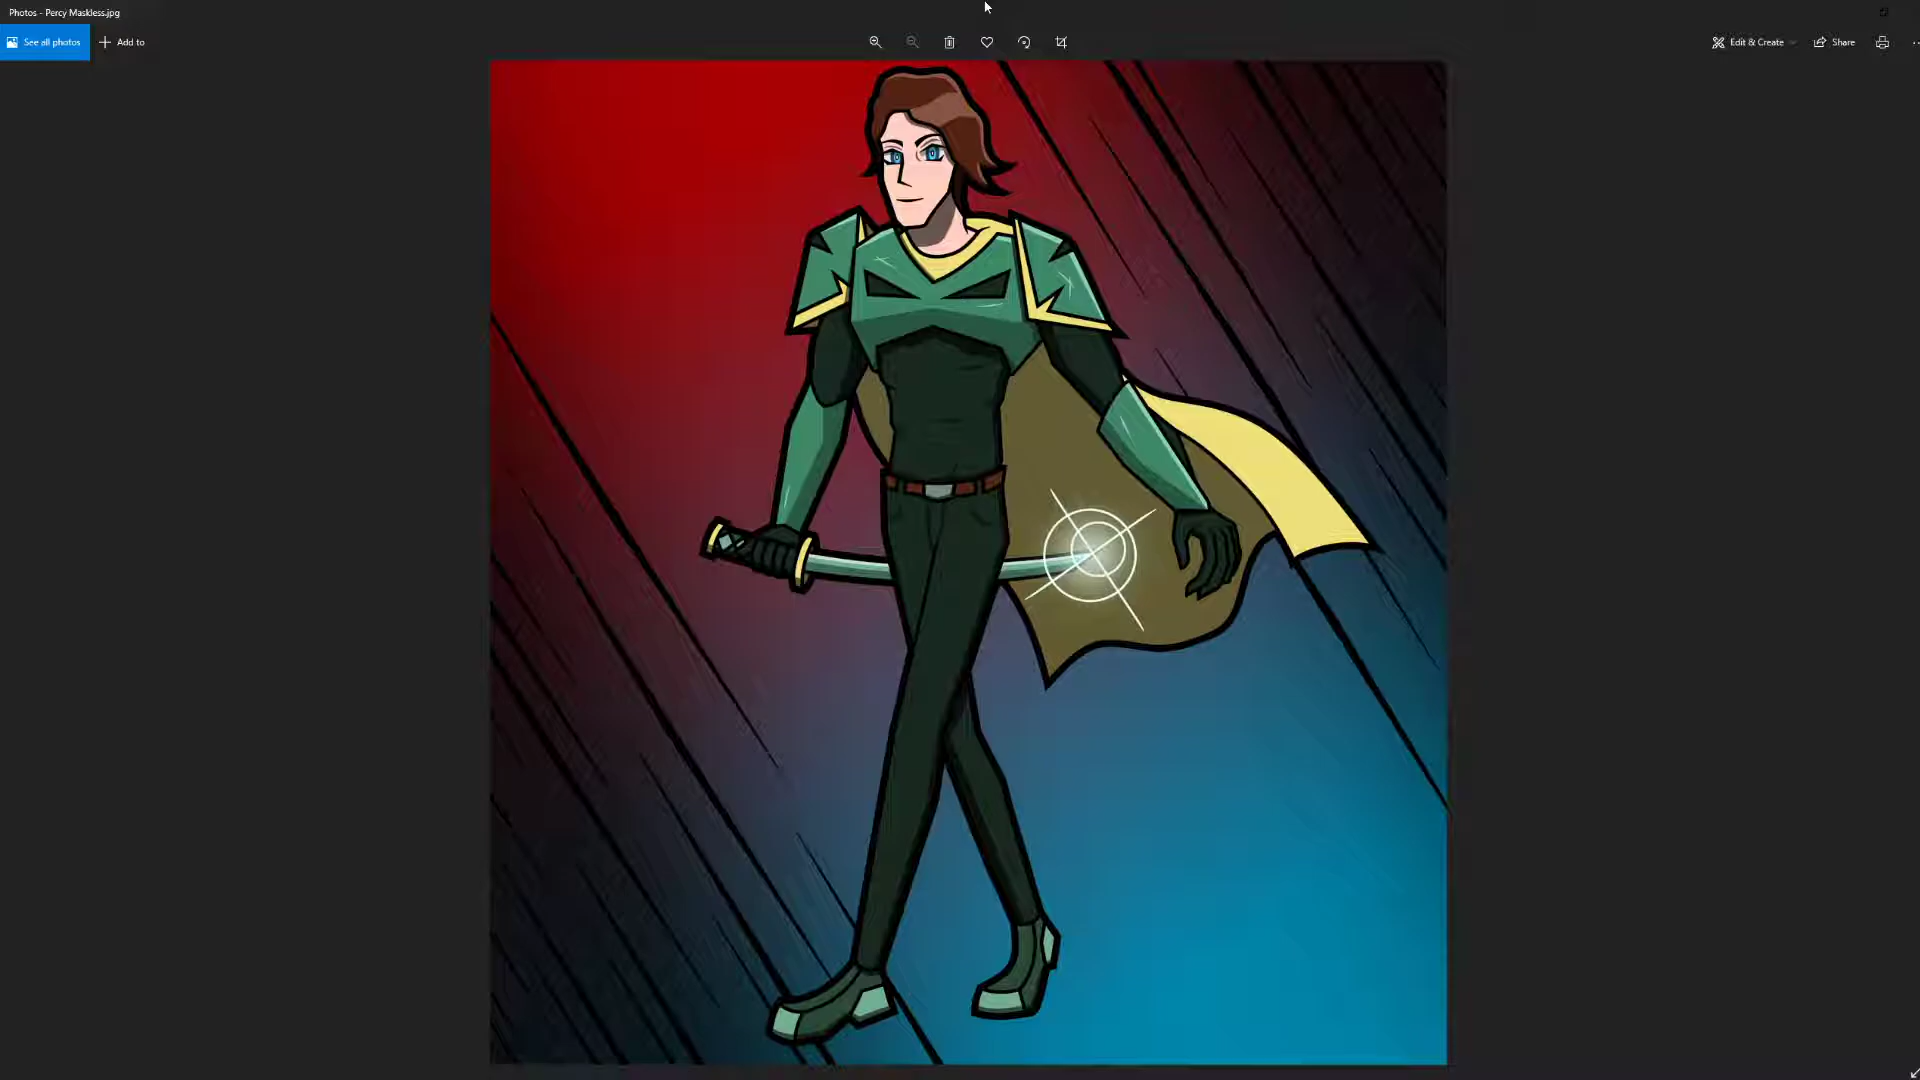 Photos - Percy Maskless.jpg
See all photos
Add to
Edit & Create
Share